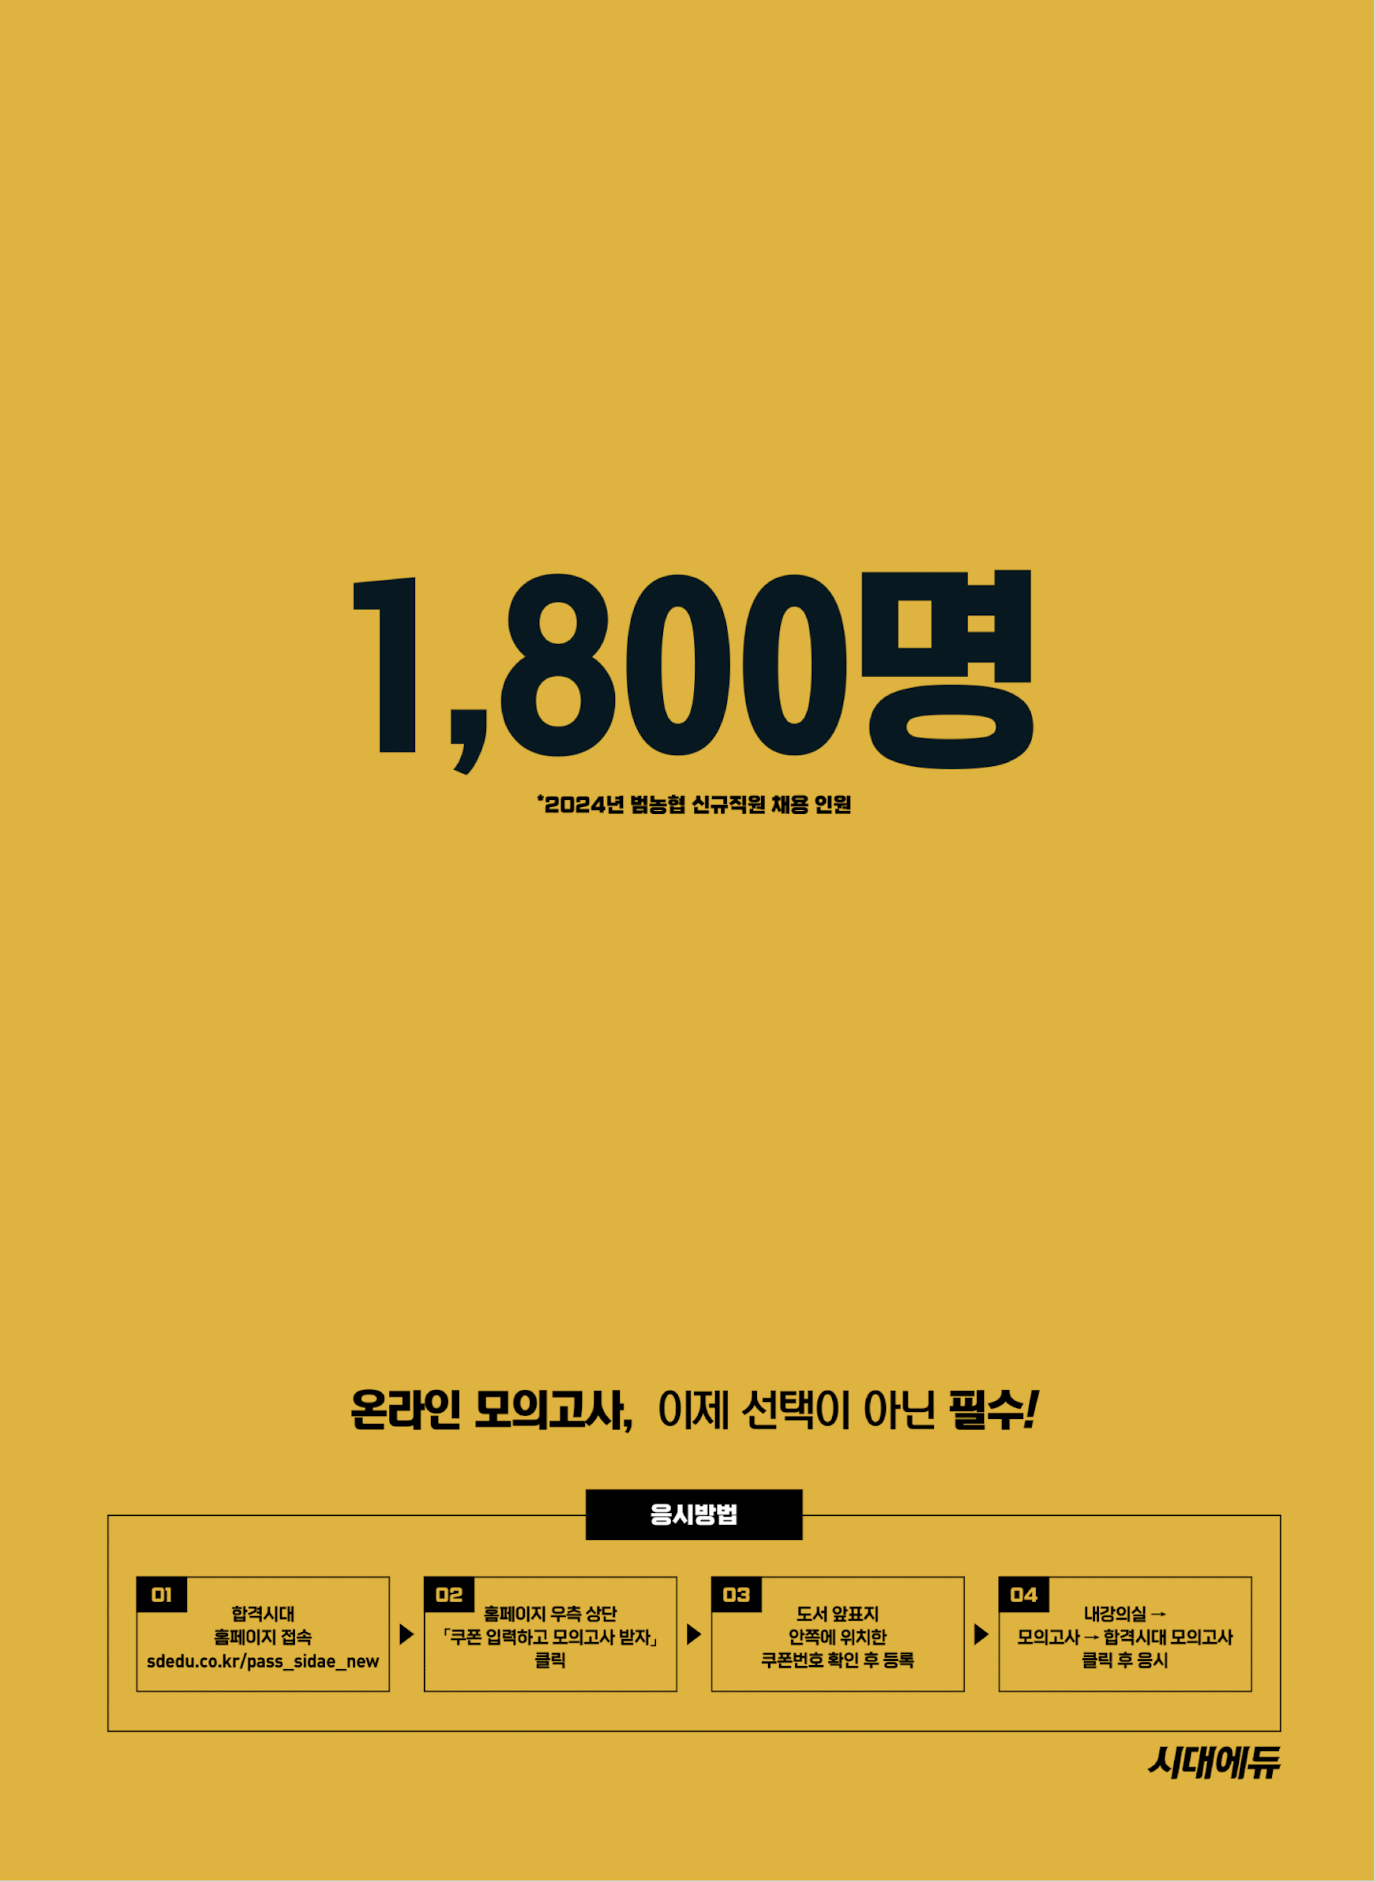 1,800명
*2024년 범농협 신규직원 채용 인원
온라인 모의고사, 이제 선택이 아닌 필수!
응시방법
01
합격시대
홈페이지 접속
sdedu.co.kr/pass_sidae_new
02
홈페이지 우측 상단
「쿠폰 입력하고 모의고사 받자」
클릭
03
도서 앞표지
안쪽에 위치한
쿠폰번호 확인 후 등록
04
내강의실 →
모의고사 → 합격시대 모의고사
클릭 후 응시
시대에듀